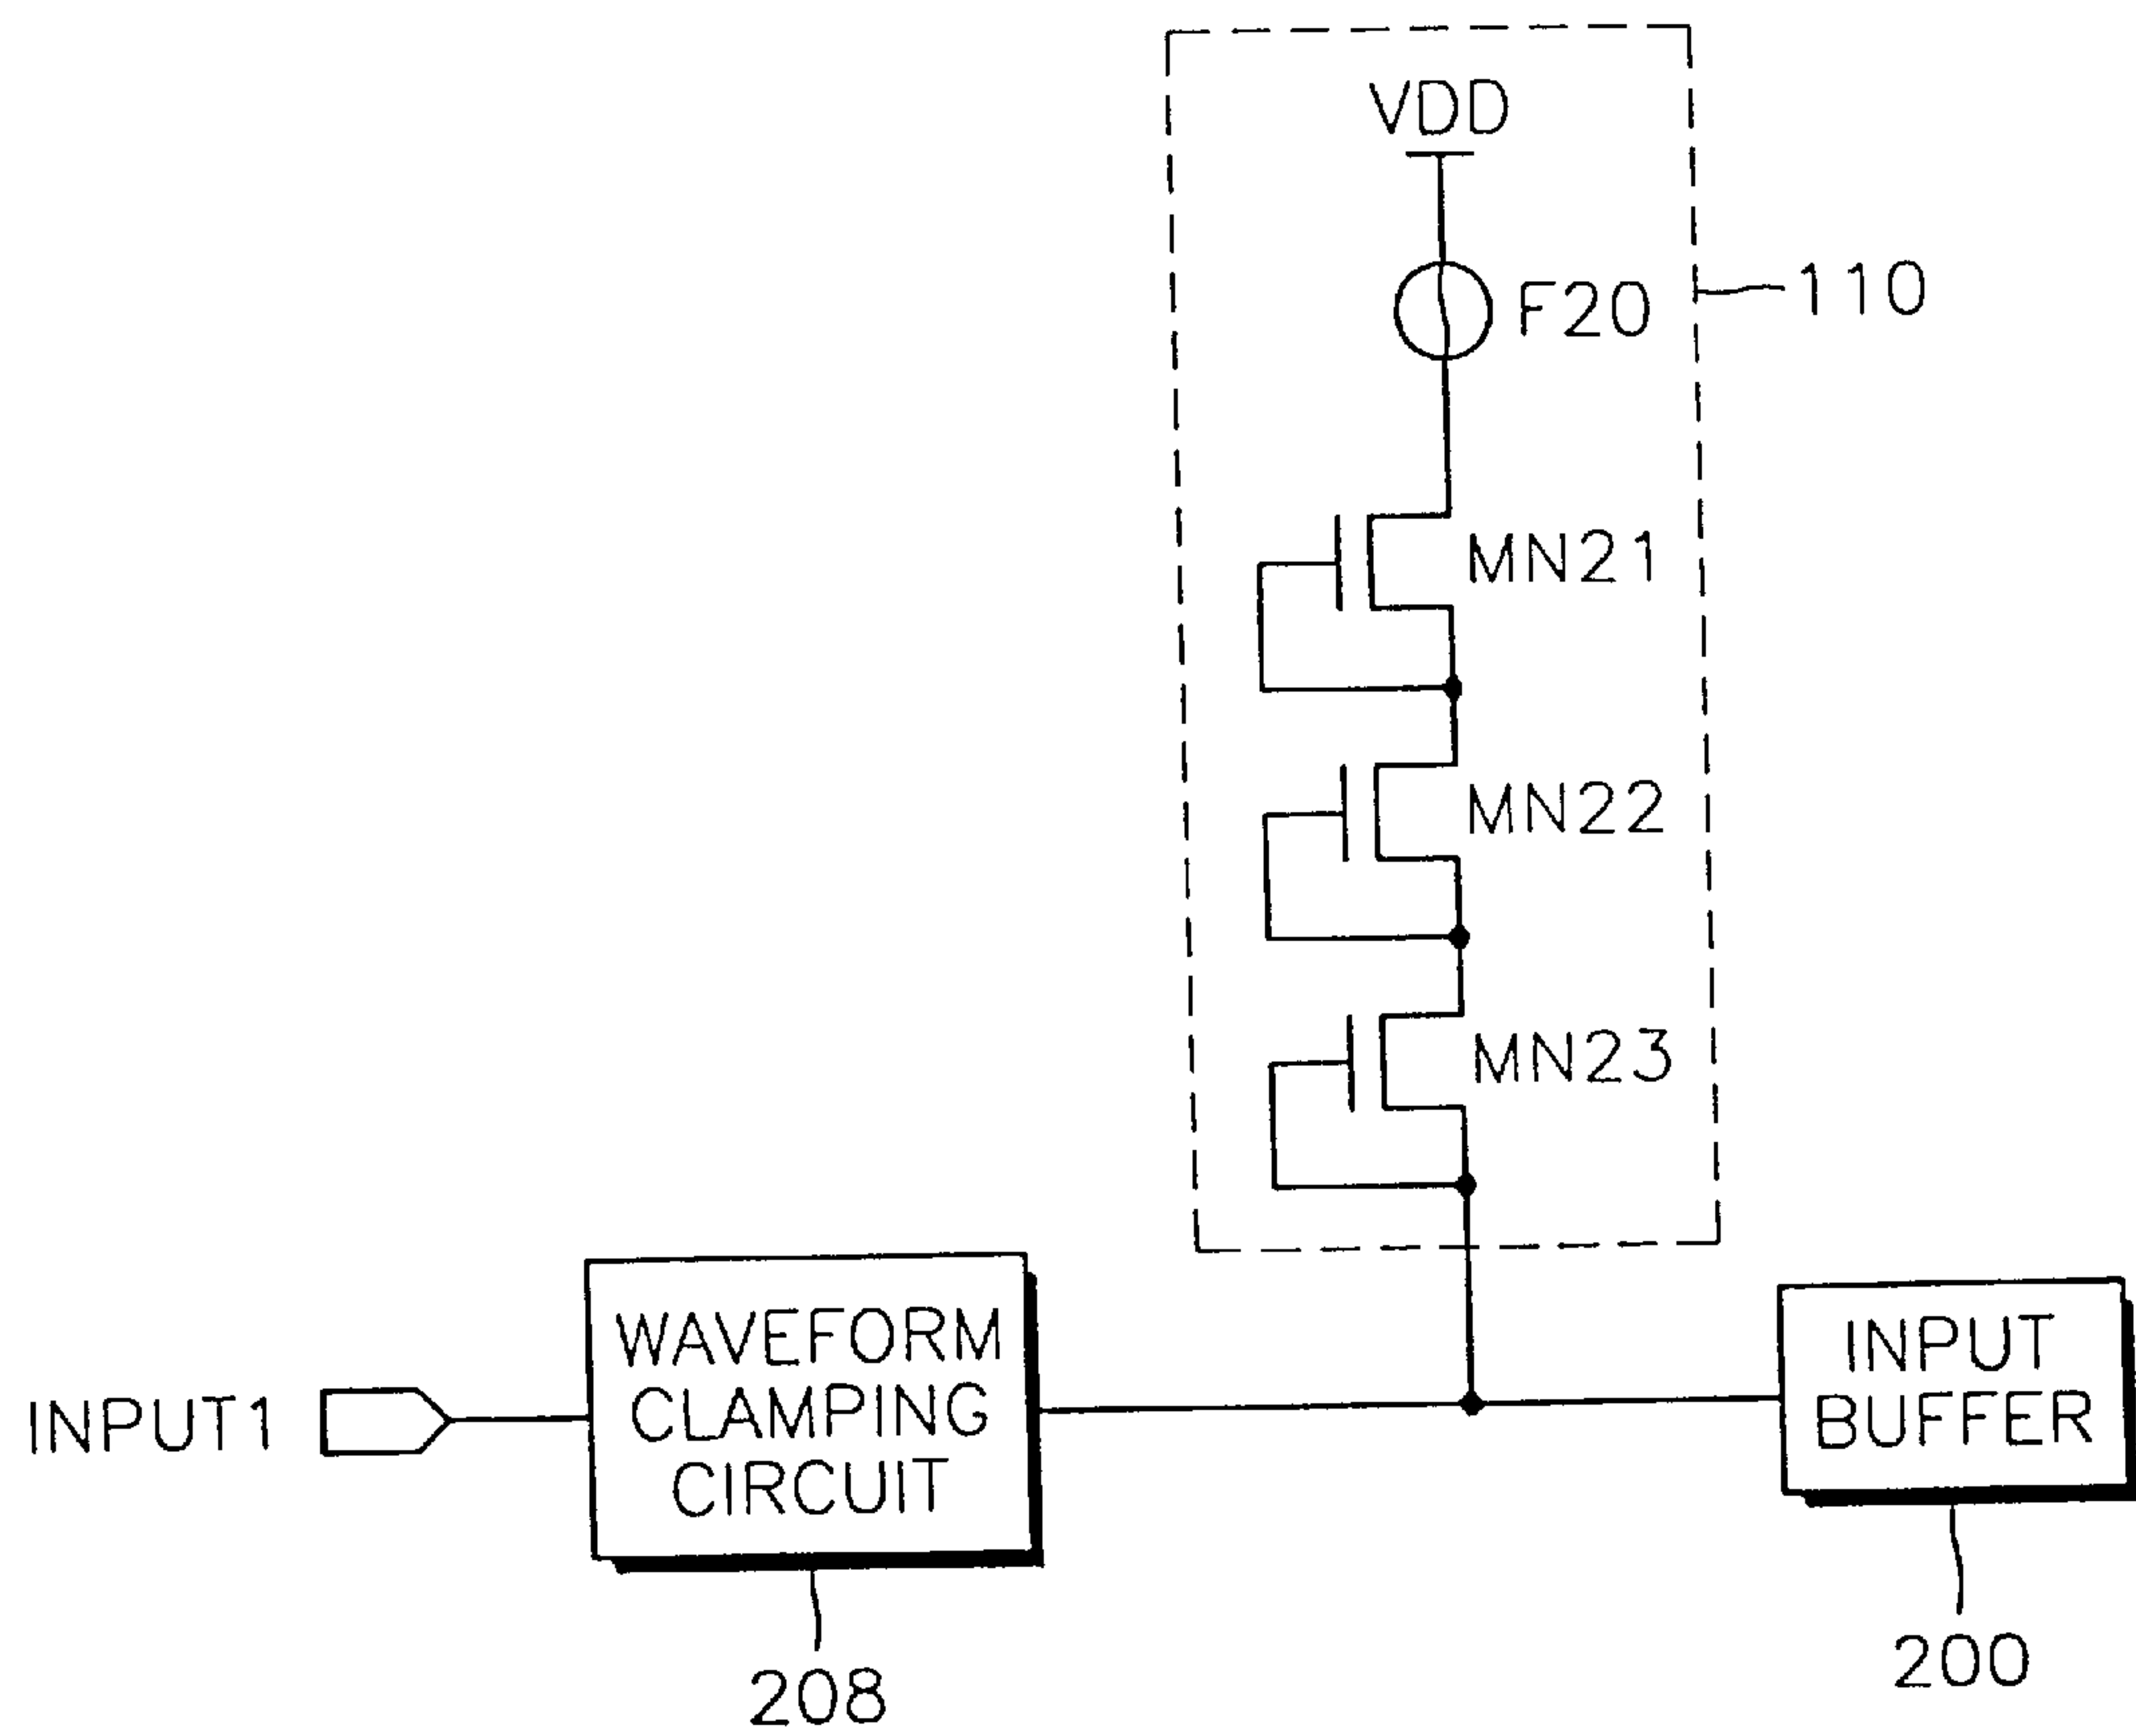 VDD
F20
110
MN21
MN22
MN23
INPUT1
WAVEFORM
CLAMPING
CIRCUIT
INPUT
BUFFER
208
200